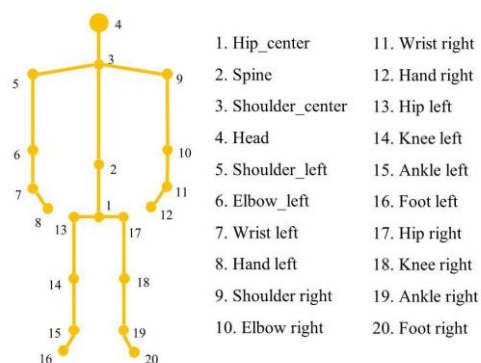 4
3
5
9
6
10
2
7
11
8
12
1
13
17
14
18
15
19
16
20
1. Hip_center
2. Spine
3. Shoulder_center
4. Head
5. Shoulder_left
6. Elbow_left
7. Wrist left
8. Hand left
9. Shoulder right
10. Elbow right
11. Wrist right
12. Hand right
13. Hip left
14. Knee left
15. Ankle left
16. Foot left
17. Hip right
18. Knee right
19. Ankle right
20. Foot right